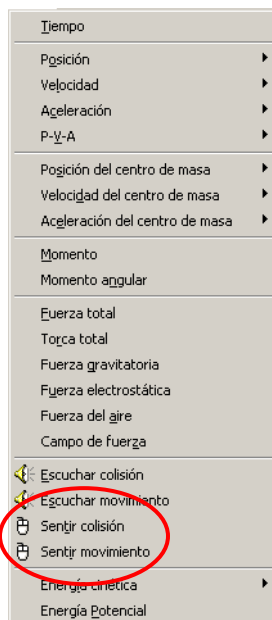 Tiempo
Posición
Velocidad
Aceleración
P-V-A
Posición del centro de masa
Velocidad del centro de masa
Aceleración del centro de masa
Momento
Momento angular
Fuerza total
Torca total
Fuerza gravitatoria
Fuerza electrostática
Fuerza del aire
Campo de fuerza
Escuchar colisión
Escuchar movimiento
Sentir colisión
Sentir movimiento
Energía cinética
Energía Potencial